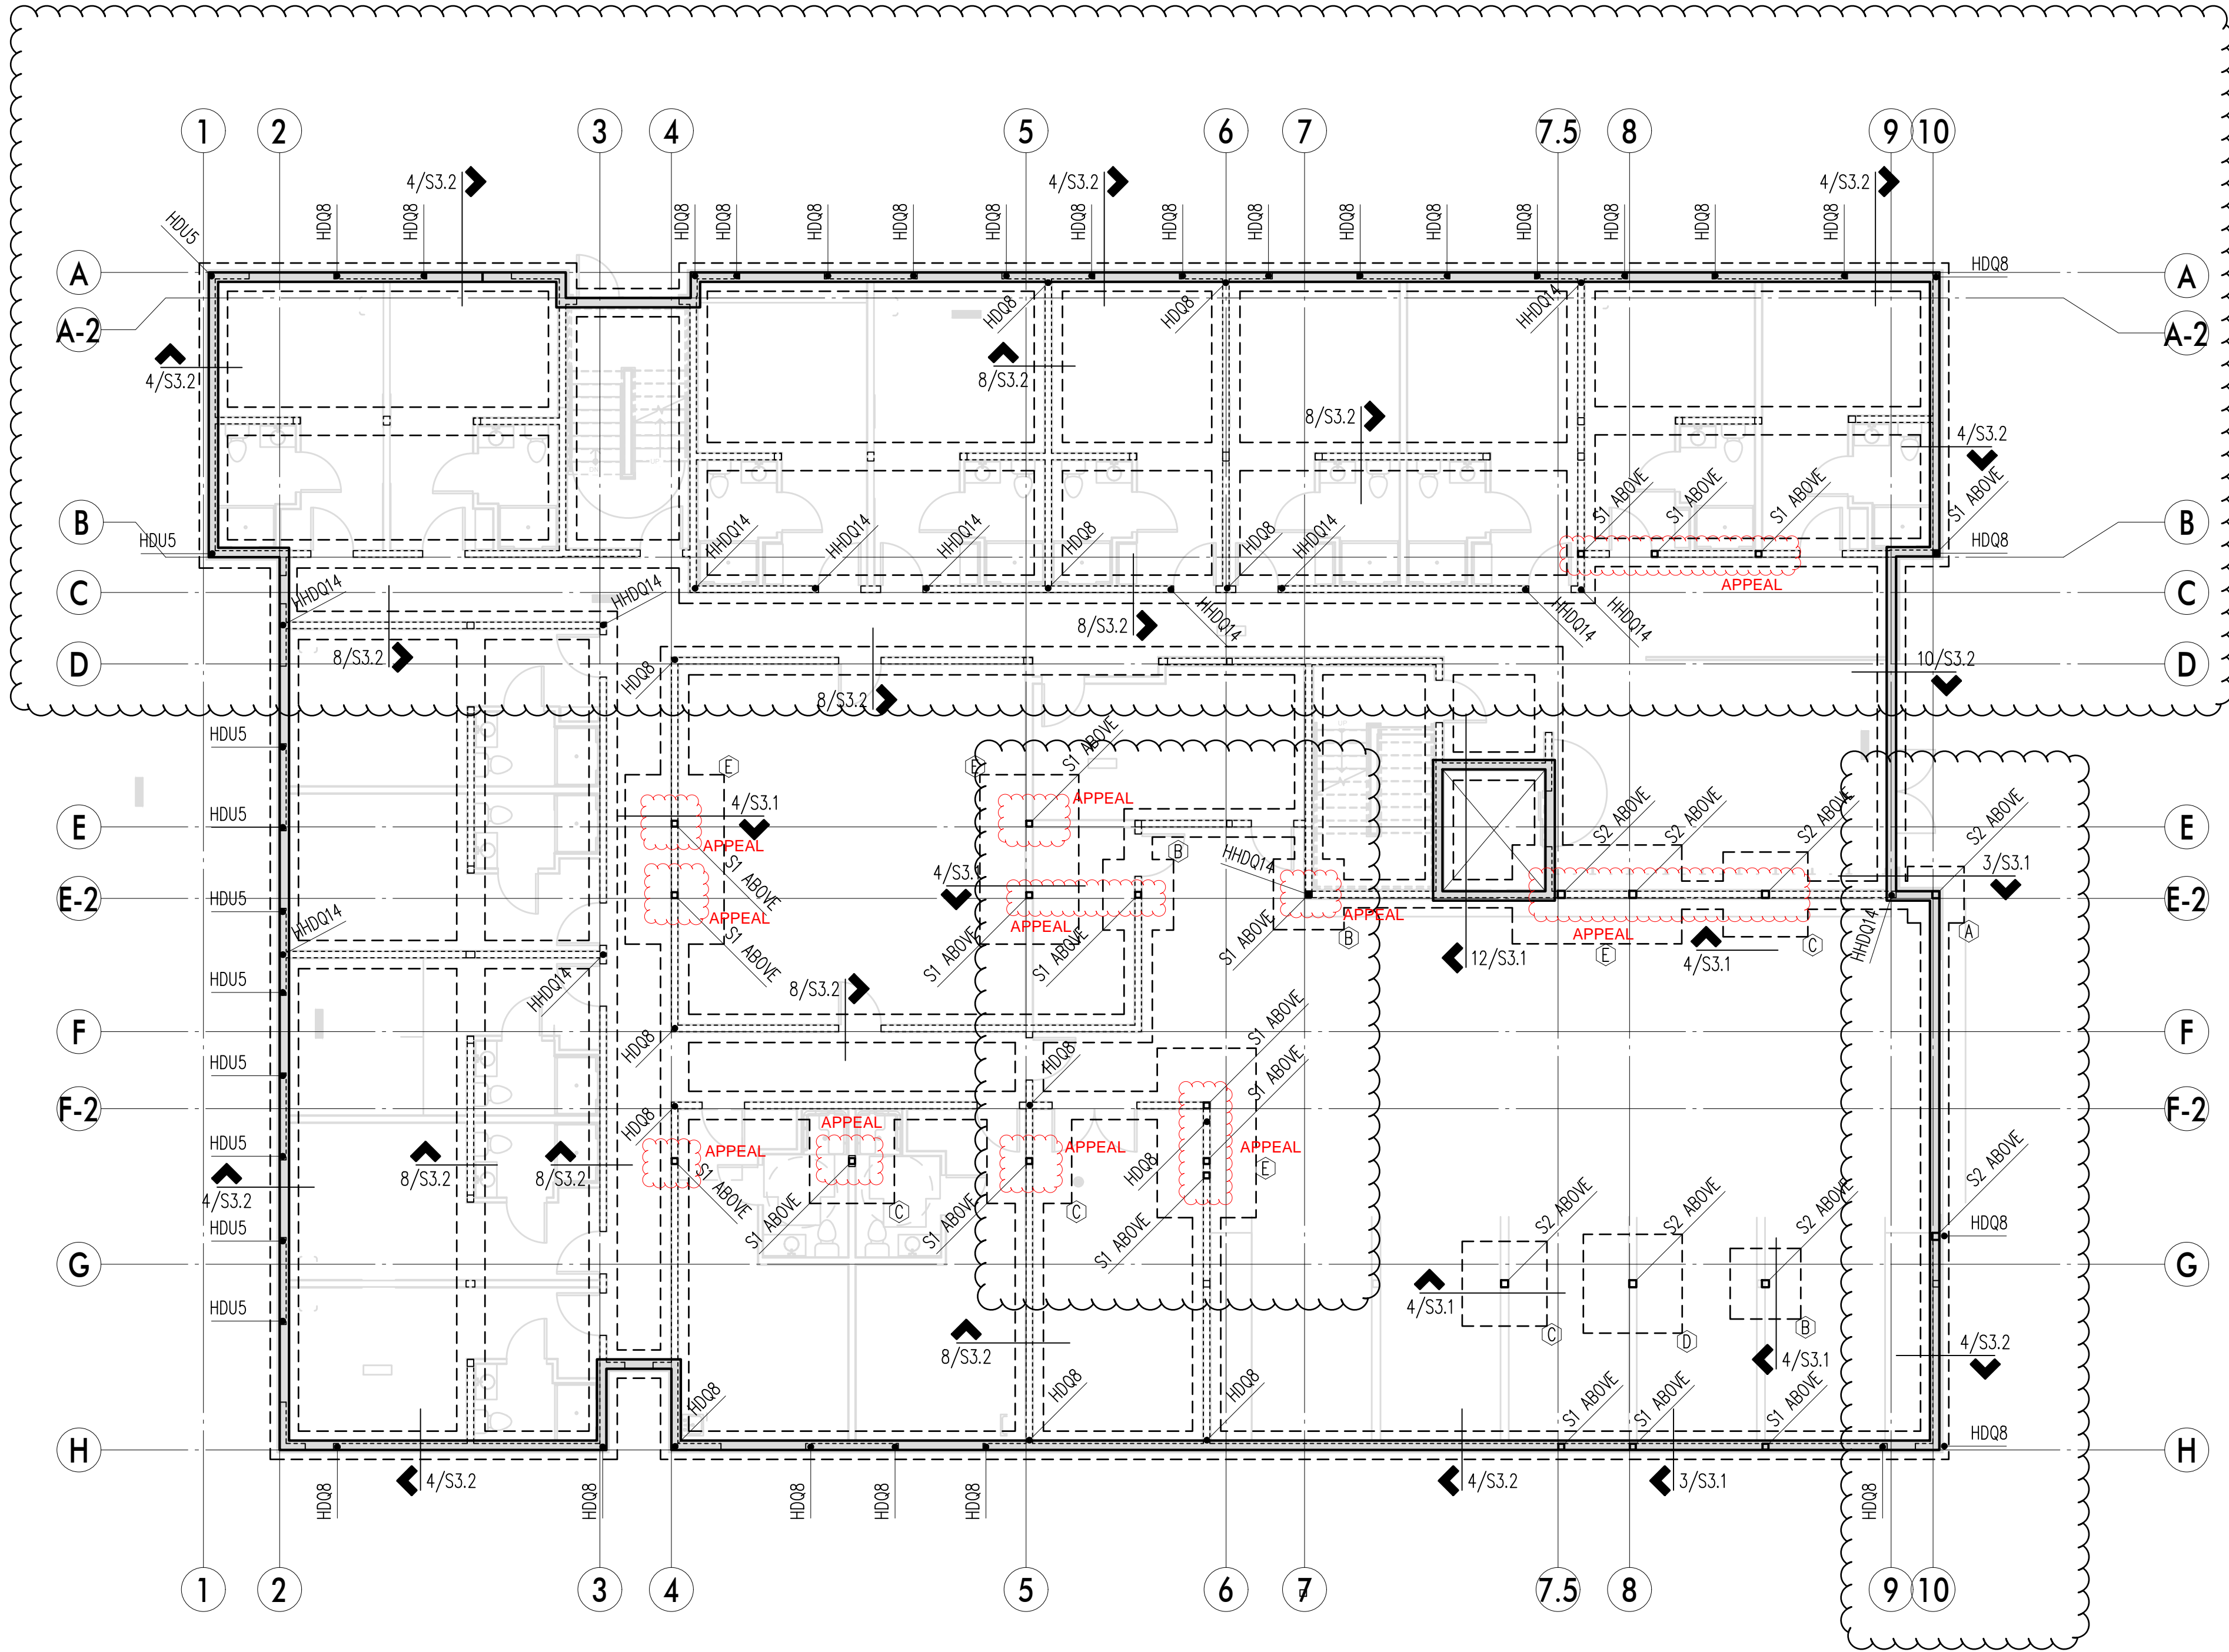 1 2 3 4 5 6 7 7.5 8 9 10
4/S3.2 4/S3.2 4/S3.2
HDU5 HDQ8 HDQ8 HDQ8 HDQ8 HDQ8 HDQ8 HDQ8 HDQ8 HDQ8 HDQ8 HDQ8 HDQ8 HDQ8 HDQ8 HDQ8 HDQ8
A HDQ8 A
A-2 HDQ8 HDQ8 HHDQ14 A-2
4/S3.2 8/S3.2
8/S3.2 4/S3.2
S1 ABOVE S1 ABOVE S1 ABOVE S1 ABOVE
B B
HDU5 HHDQ14 HHDQ14 HHDQ14 HDQ8 HDQ8 HHDQ14 HDQ8
APPEAL
C HHDQ14 HHDQ14 HHDQ14 HHDQ14 HHDQ14 C
8/S3.2
D 8/S3.2 HDQ8 10/S3.2 D
8/S3.2
HDU5 S1 ABOVE
E E
4/S3.1 APPEAL S2 ABOVE S2 ABOVE S2 ABOVE S2 ABOVE
E HDU5 E
APPEAL B HHDQ14 3/S3.1
4/S3.1
E-2 HDU5 S1 ABOVE E-2
HHDQ14 APPEAL APPEAL APPEAL APPEAL A
S1 ABOVE S1 ABOVE S1 ABOVE S1 ABOVE B E C HHDQ14
12/S3.1 4/S3.1
HDU5 HHDQ14 8/S3.2
F HDQ8 S1 ABOVE F
HDU5 HDQ8 S1 ABOVE
F-2 HDQ8 F-2
APPEAL
HDU5 APPEAL APPEAL APPEAL
8/S3.2 8/S3.2 HDQ8 E
4/S3.2 S1 ABOVE S1 ABOVE S1 ABOVE S1 ABOVE S2 ABOVE S2 ABOVE S2 ABOVE S2 ABOVE
C C
HDU5 HDQ8
G G
HDU5 4/S3.1
C D B
8/S3.2 4/S3.2
4/S3.1
HDQ8 HDQ8 HDQ8 S1 ABOVE S1 ABOVE S1 ABOVE
H HDQ8 H
4/S3.2 4/S3.2 3/S3.1
HDQ8 HDQ8 HDQ8 HDQ8 HDQ8 HDQ8
1 2 3 4 5 6 7 7.5 8 9 10